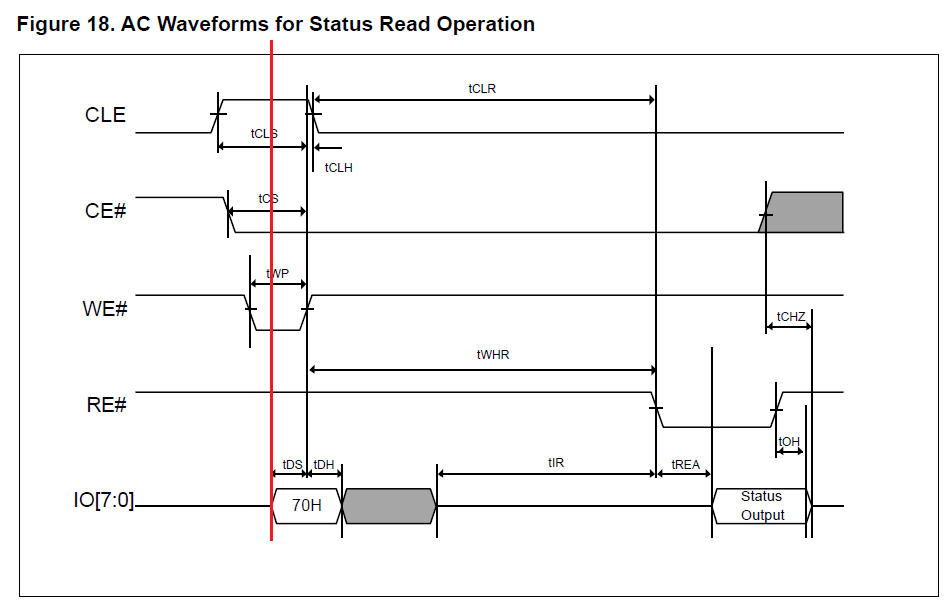 Figure 18. AC Waveforms for Status Read Operation
tCLR
CLE
tCLS
tCLH
CE#
tCS
tWP
WE#
tCHZ
tWHR
RE#
tOH
tDS
tDH
tIR
tREA
IO[7:0]
70H
Status
Output